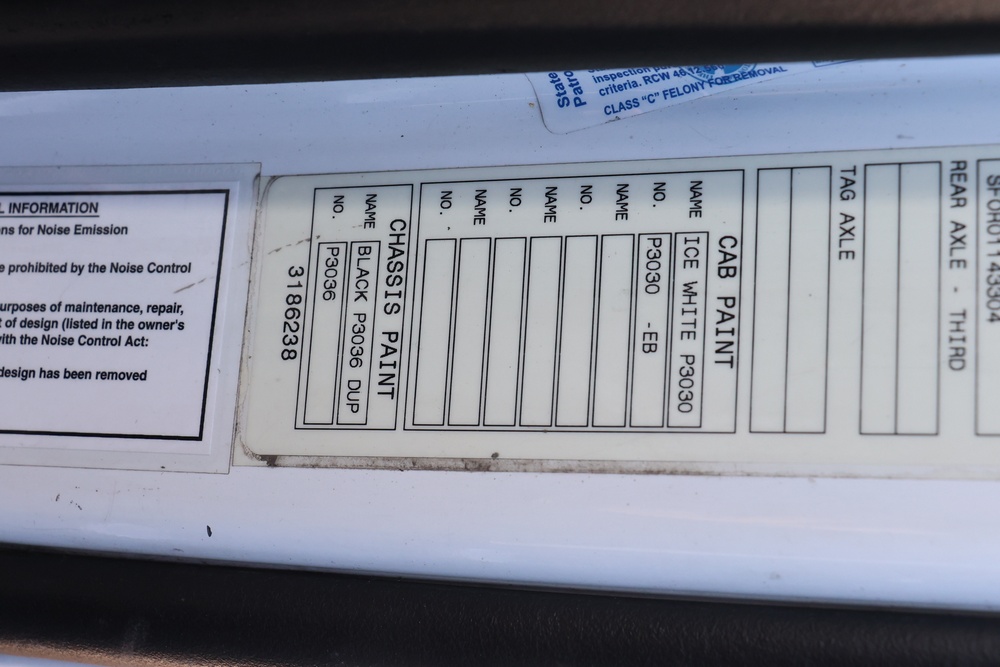 State
Patro
inspection
criteria. RCW 46.12
CLASS "C" FELONY FOR REMOVAL
L INFORMATION
ns for Noise Emission
e prohibited by the Noise Control
urposes of maintenance, repair,
t of design (listed in the owner's
ith the Noise Control Act:
design has been removed
REAR AXLE - THIRD
TAG AXLE
CAB PAINT
NAME ICE WHITE P3030
NO. P3030 -EB
NAME
NO.
NAME
NO.
NAME
NO.
CHASSIS PAINT
NAME BLACK P3036 DUP
NO. P3036
3186238